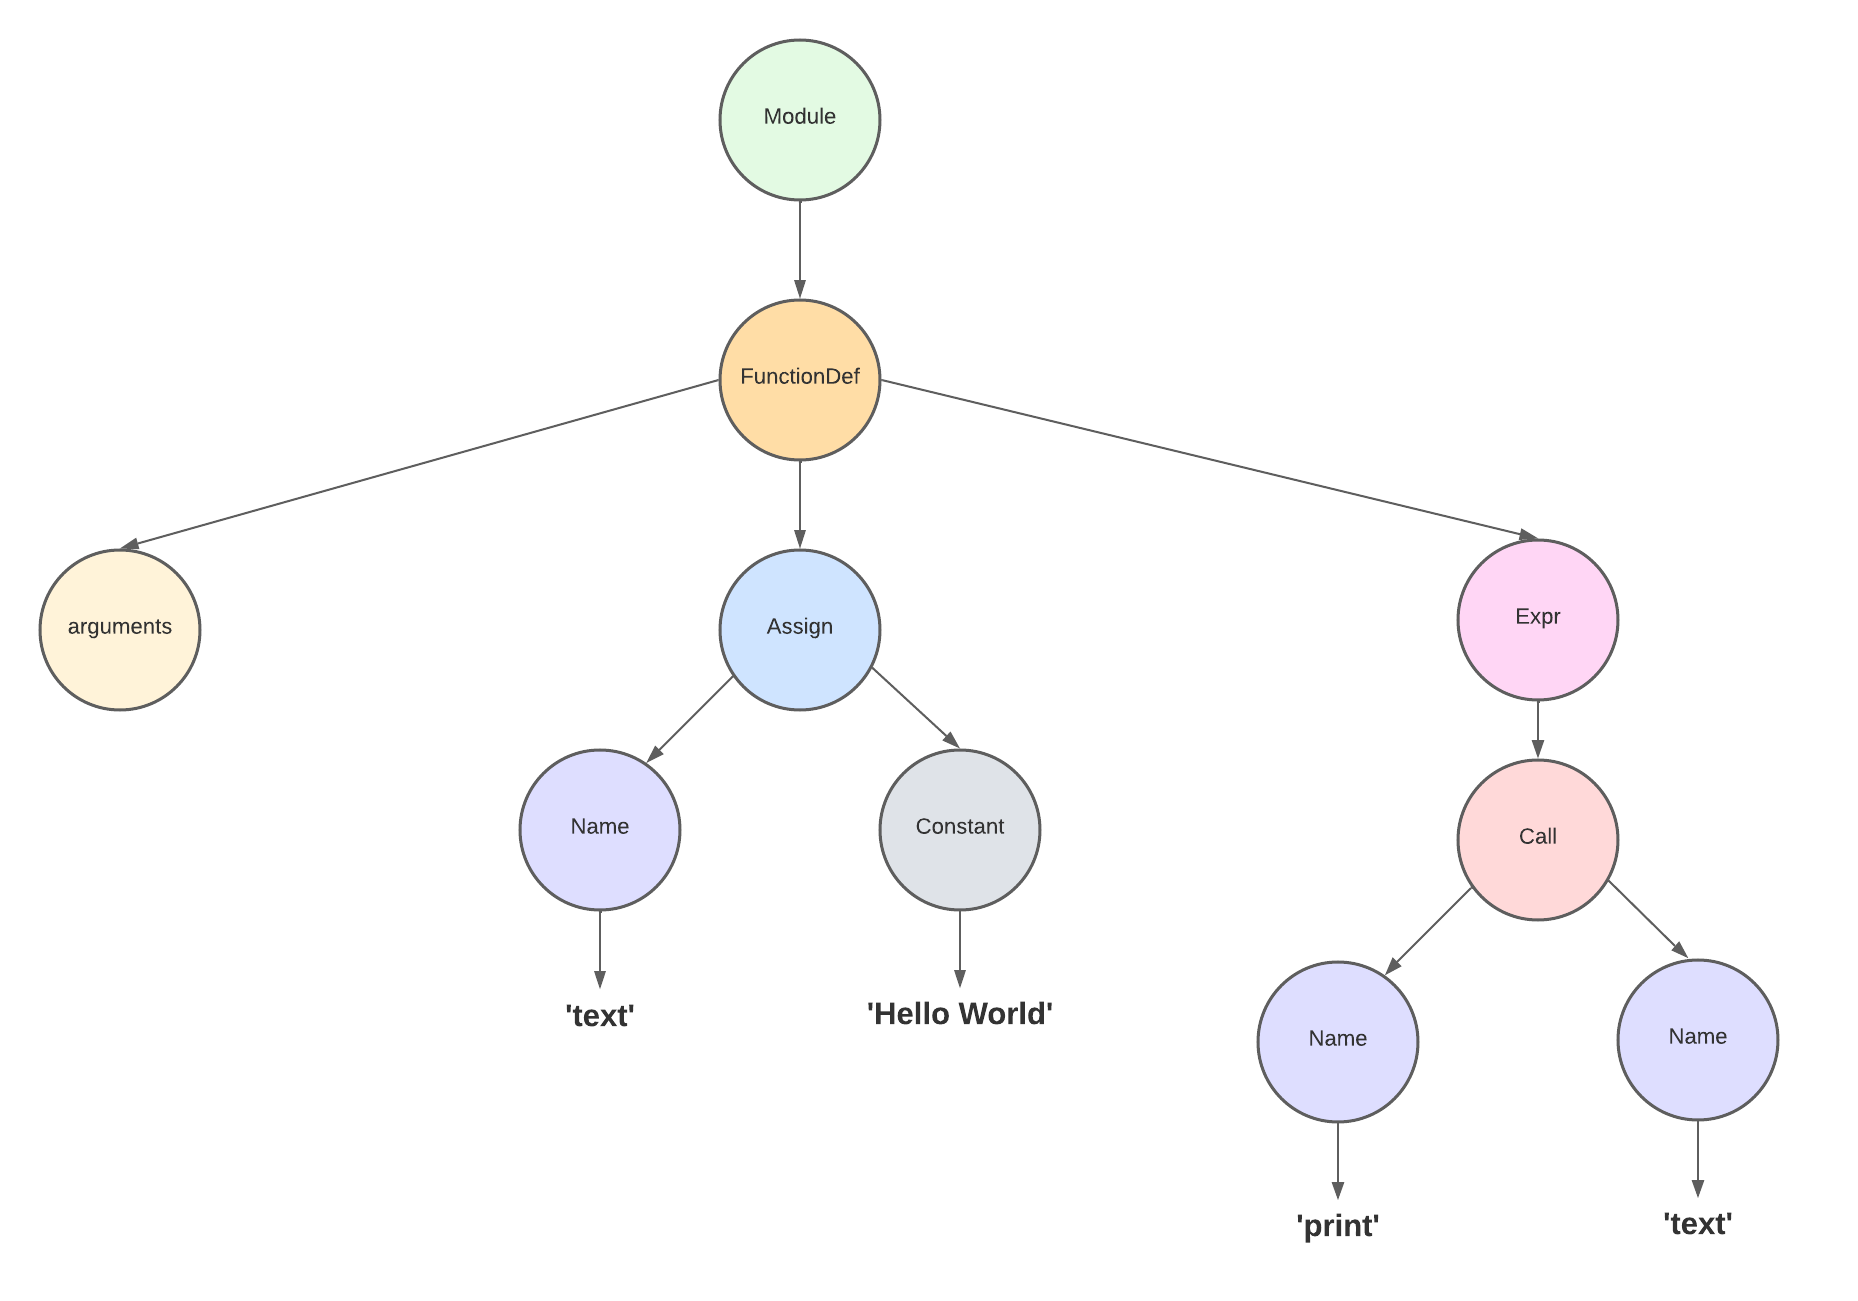 Module
FunctionDef
arguments
Assign
Expr
Name
Constant
Call
'text'
'Hello World'
Name
Name
'print'
'text'